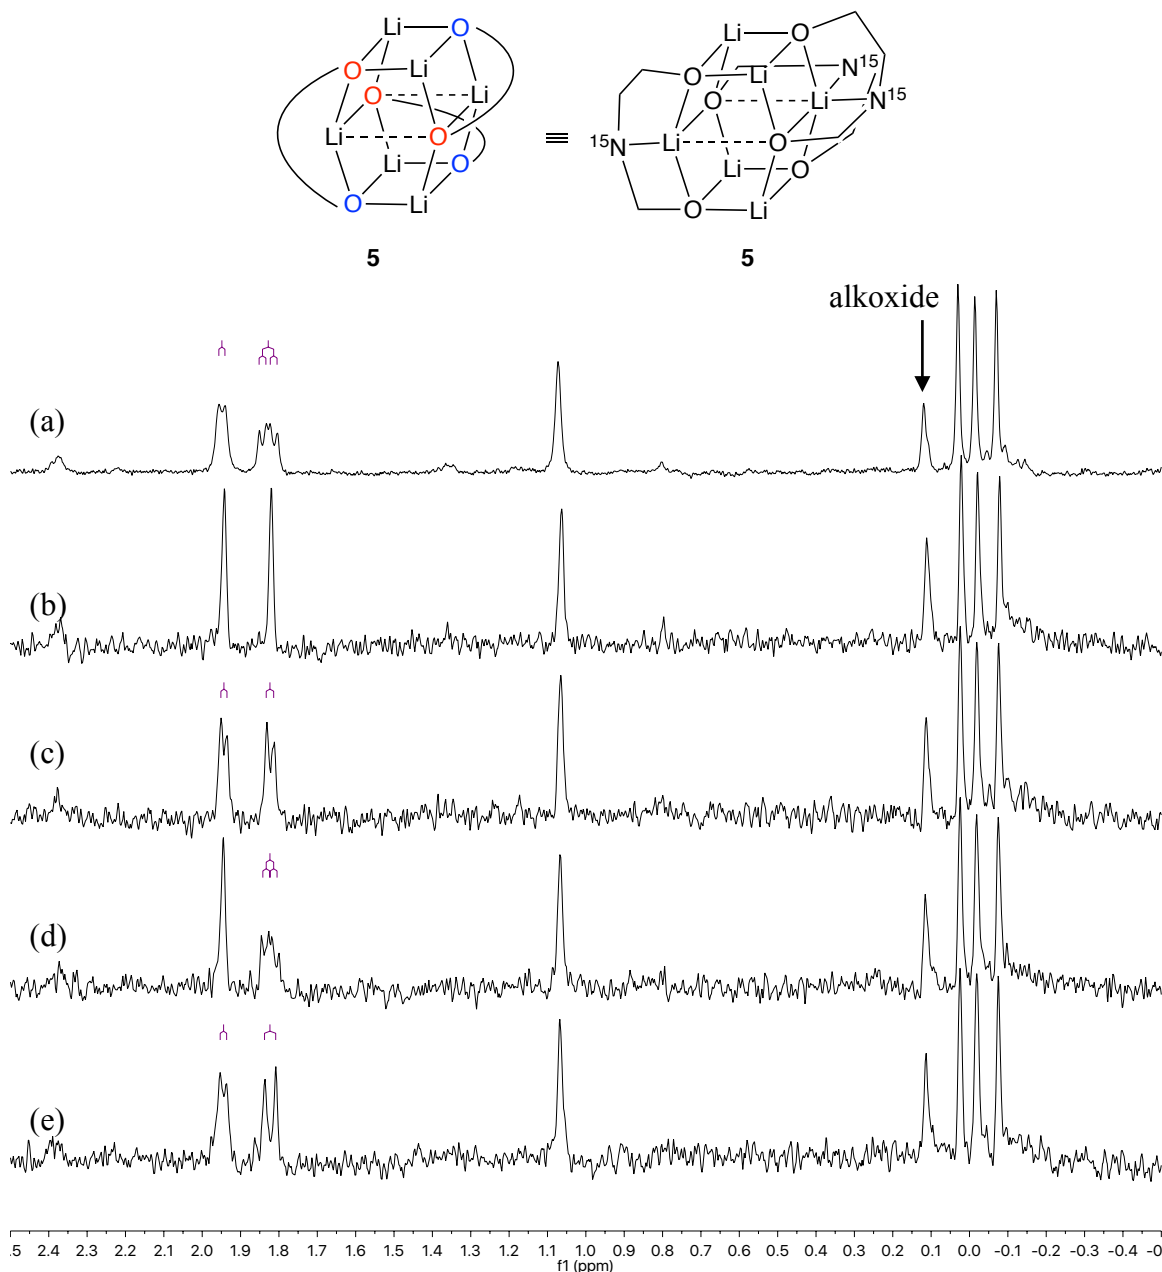 Li O
O Li
O Li
Li O
Li O
O Li
5
≡
Li O
O Li N¹⁵
O Li N¹⁵
¹⁵N Li O
Li O
O Li
5
alkoxide
(a)
(b)
(c)
(d)
(e)
.5 2.4 2.3 2.2 2.1 2.0 1.9 1.8 1.7 1.6 1.5 1.4 1.3 1.2 1.1 1.0 0.9 0.8 0.7 0.6 0.5 0.4 0.3 0.2 0.1 0.0 -0.1 -0.2 -0.3 -0.4 -0
f1 (ppm)